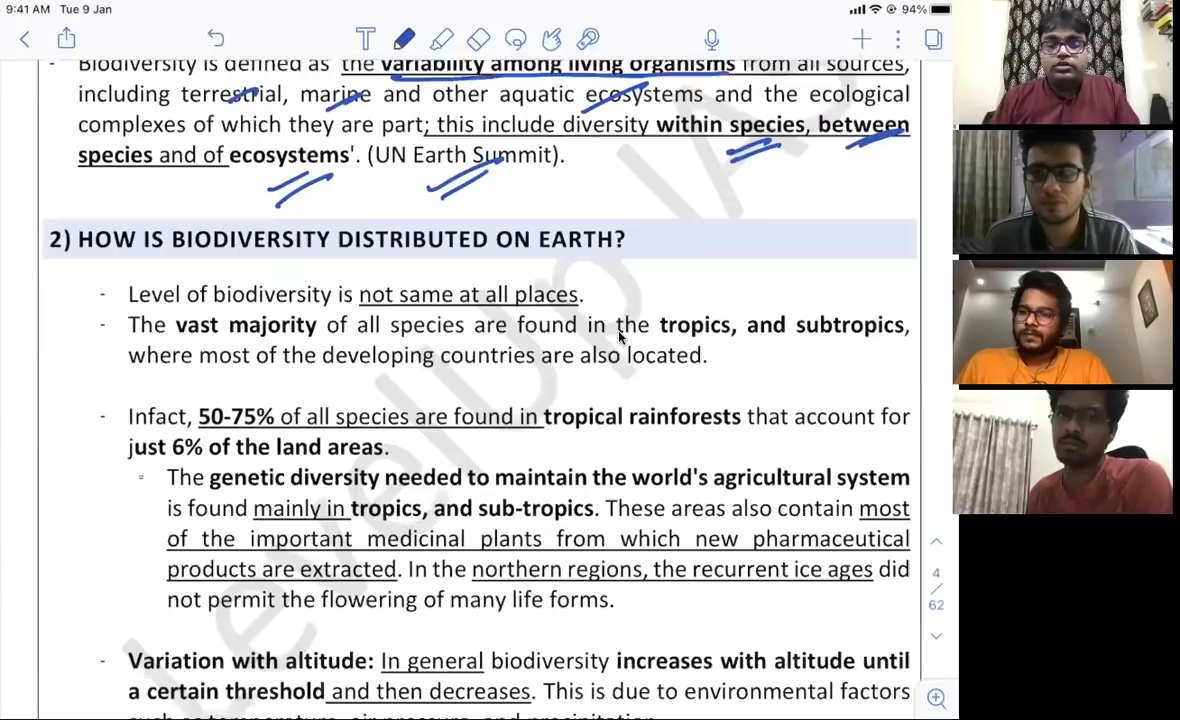 9:41 AM Tue 9 Jan
94%
T
Biodiversity is defined as 'the variability among living organisms from all sources,
including terrestrial, marine and other aquatic ecosystems and the ecological
complexes of which they are part; this include diversity within species, between
species and of ecosystems'. (UN Earth Summit).
2) HOW IS BIODIVERSITY DISTRIBUTED ON EARTH?
- Level of biodiversity is not same at all places.
- The vast majority of all species are found in the tropics, and subtropics,
where most of the developing countries are also located.
- Infact, 50-75% of all species are found in tropical rainforests that account for
just 6% of the land areas.
▫ The genetic diversity needed to maintain the world's agricultural system
is found mainly in tropics, and sub-tropics. These areas also contain most
of the important medicinal plants from which new pharmaceutical
products are extracted. In the northern regions, the recurrent ice ages did
not permit the flowering of many life forms.
- Variation with altitude: In general biodiversity increases with altitude until
a certain threshold and then decreases. This is due to environmental factors
such as temperature, air pressure, and precipitation.
4
/
62
LevelUp IA